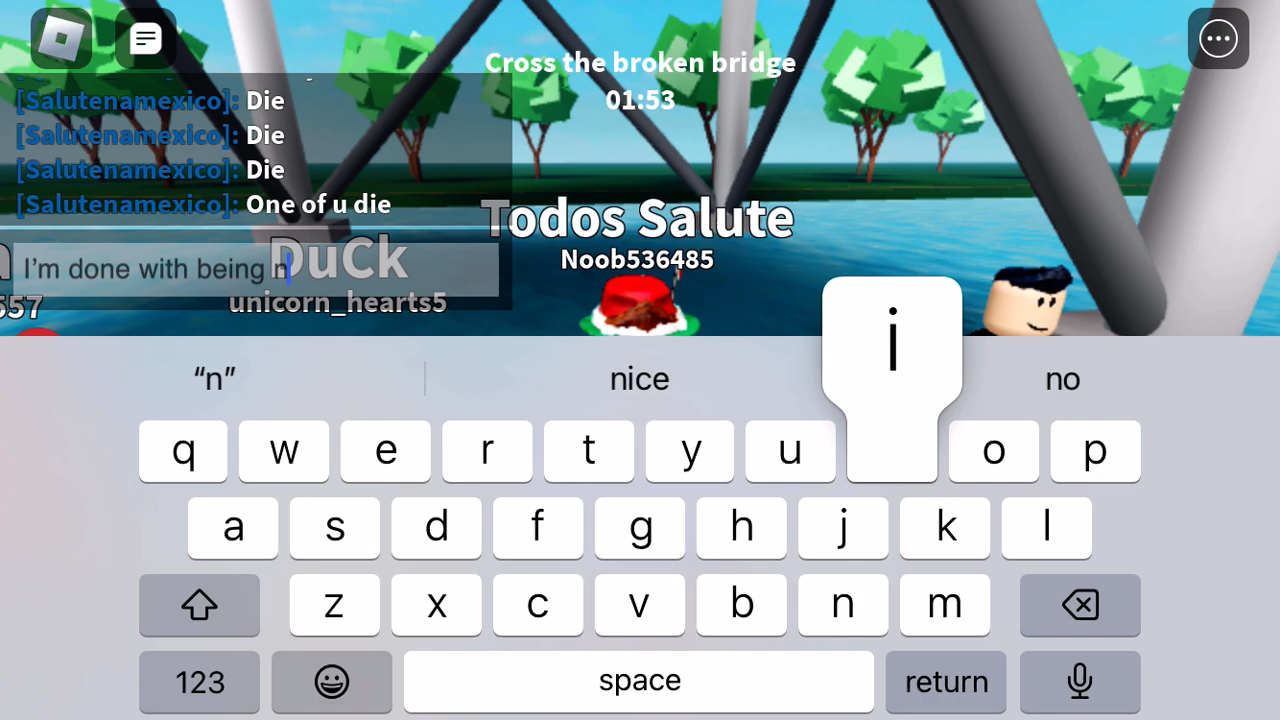 Cross the broken bridge
01:53
[Salutenamexico]: Die
[Salutenamexico]: Die
[Salutenamexico]: Die
[Salutenamexico]: One of u die
I'm done with being n
Todos Salute
Noob536485
DuCk
unicorn_hearts5
557
i
“n”
nice
no
q w e r t y u o p
a s d f g h j k l
z x c v b n m
123
space
return